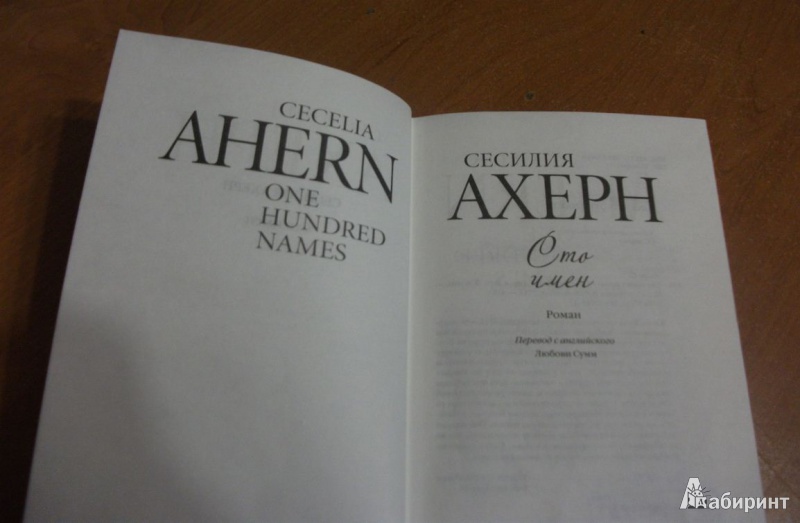 CECELIA
AHERN
ONE
HUNDRED
NAMES
СЕСИЛИЯ
АХЕРН
Сто
имен
Роман
Перевод с английского
Любови Сумм
Лабиринт